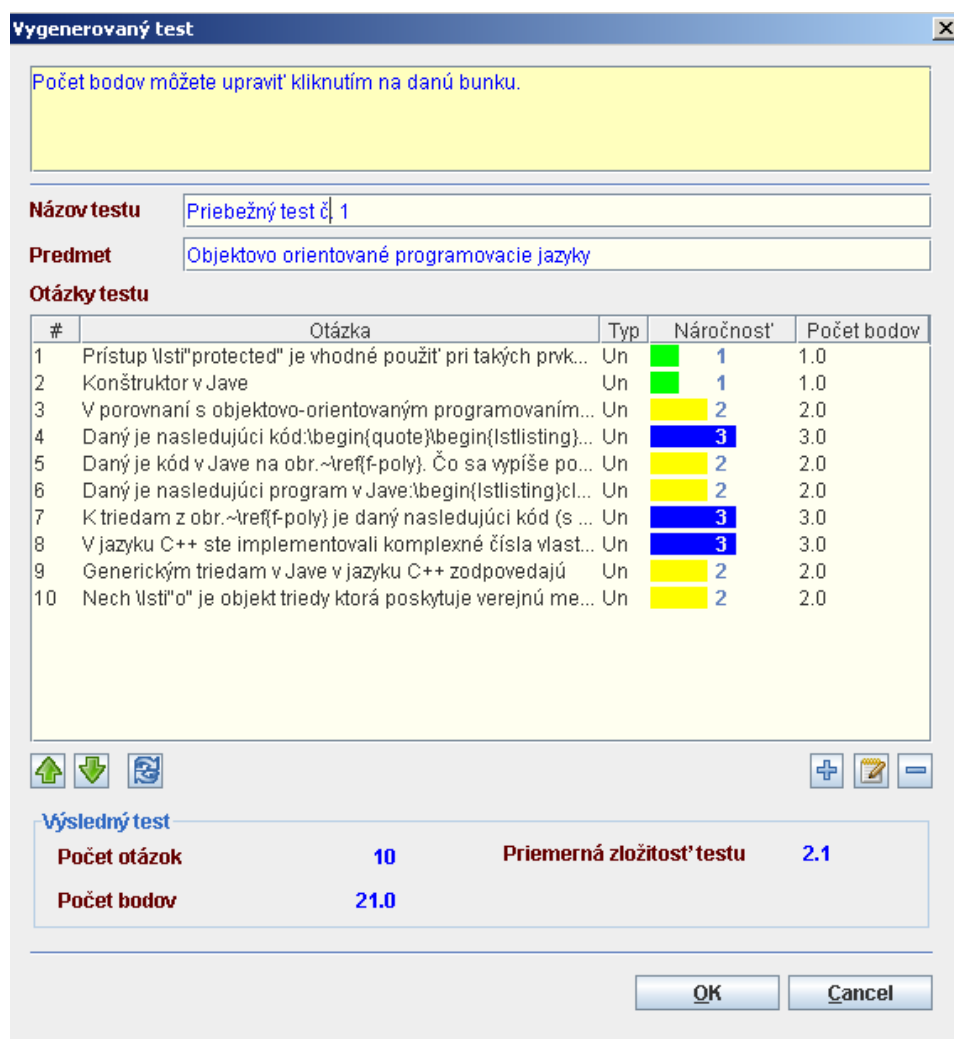 Vygenerovaný test
Počet bodov môžete upraviť kliknutím na danú bunku.
Názov testu Priebežný test č. 1
Predmet Objektovo orientované programovacie jazyky
Otázky testu
# Otázka Typ Náročnosť Počet bodov
1 Prístup \lsti"protected" je vhodné použiť pri takých prvk... Un 1 1.0
2 Konštruktor v Jave Un 1 1.0
3 V porovnaní s objektovo-orientovaným programovaním... Un 2 2.0
4 Daný je nasledujúci kód:\begin{quote}\begin{lstlisting}... Un 3 3.0
5 Daný je kód v Jave na obr.~\ref{f-poly}. Čo sa vypíše po... Un 2 2.0
6 Daný je nasledujúci program v Jave:\begin{lstlisting}cl... Un 2 2.0
7 K triedam z obr.~\ref{f-poly} je daný nasledujúci kód (s ... Un 3 3.0
8 V jazyku C++ ste implementovali komplexné čísla vlast... Un 3 3.0
9 Generickým triedam v Jave v jazyku C++ zodpovedajú Un 2 2.0
10 Nech \lsti"o" je objekt triedy ktorá poskytuje verejnú me... Un 2 2.0
Výsledný test
Počet otázok 10 Priemerná zložitosť testu 2.1
Počet bodov 21.0
OK Cancel